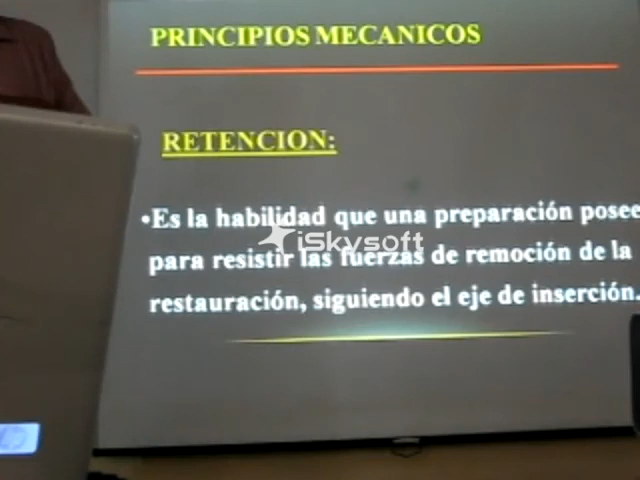 PRINCIPIOS MECANICOS
RETENCION:
•Es la habilidad que una preparación posee
iSkysoft
para resistir las fuerzas de remoción de la
restauración, siguiendo el eje de inserción.